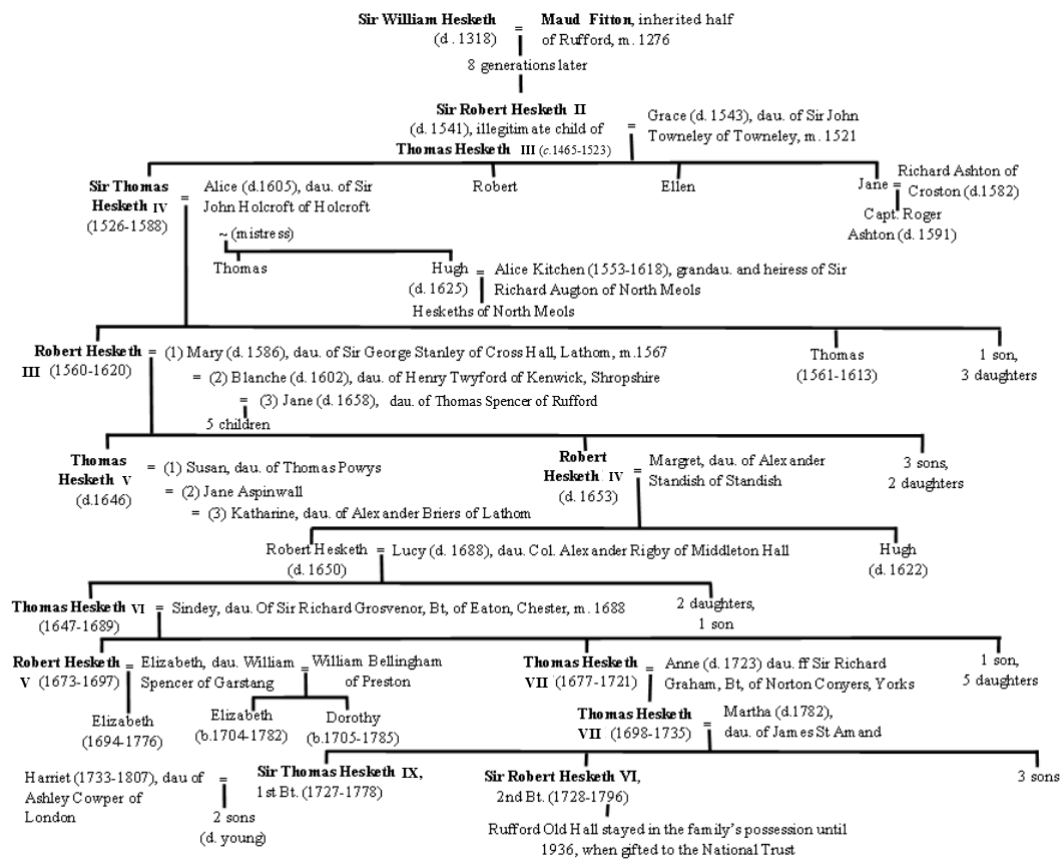 Sir William Hesketh = Maud Fitton, inherited half
(d. 1318) of Rufford, m. 1276
8 generations later
Sir Robert Hesketh II
(d. 1541), illegitimate child of
Thomas Hesketh III (c.1465-1523)
= Grace (d. 1543), dau. of Sir John
Towneley of Towneley, m. 1521
Sir Thomas
Hesketh IV
(1526-1588)
= Alice (d.1605), dau. of Sir
John Holcroft of Holcroft
Robert
Ellen
Jane =
Richard Ashton of
Croston (d.1582)
Capt. Roger
Ashton (d. 1591)
~ (mistress)
Thomas
Hugh
(d. 1625)
= Alice Kitchen (1553-1618), grandau. and heiress of Sir
Richard Augton of North Meols
Heskeths of North Meols
Robert Hesketh
III (1560-1620)
= (1) Mary (d. 1586), dau. of Sir George Stanley of Cross Hall, Lathom, m.1567
= (2) Blanche (d. 1602), dau. of Henry Twyford of Kenwick, Shropshire
= (3) Jane (d. 1658), dau. of Thomas Spencer of Rufford
5 children
Thomas
(1561-1613)
1 son,
3 daughters
Thomas
Hesketh V
(d.1646)
= (1) Susan, dau. of Thomas Powys
= (2) Jane Aspinwall
= (3) Katharine, dau. of Alexander Briers of Lathom
Robert
Hesketh IV
(d. 1653)
= Margret, dau. of Alexander
Standish of Standish
3 sons,
2 daughters
Robert Hesketh
(d. 1650)
= Lucy (d. 1688), dau. Col. Alexander Rigby of Middleton Hall
Hugh
(d. 1622)
Thomas Hesketh VI
(1647-1689)
= Sindey, dau. Of Sir Richard Grosvenor, Bt, of Eaton, Chester, m. 1688
2 daughters,
1 son
Robert Hesketh
V (1673-1697)
= Elizabeth, dau. William
Spencer of Garstang
= William Bellingham
of Preston
Thomas Hesketh
VII (1677-1721)
= Anne (d. 1723) dau. ff Sir Richard
Graham, Bt, of Norton Conyers, Yorks
1 son,
5 daughters
Elizabeth
(1694-1776)
Elizabeth
(b.1704-1782)
Dorothy
(b.1705-1785)
Thomas Hesketh
VII (1698-1735)
= Martha (d.1782),
dau. of James St Amand
Harriet (1733-1807), dau of
Ashley Cowper of
London
=
Sir Thomas Hesketh IX,
1st Bt. (1727-1778)
2 sons
(d. young)
Sir Robert Hesketh VI,
2nd Bt. (1728-1796)
3 sons
Rufford Old Hall stayed in the family's possession until
1936, when gifted to the National Trust